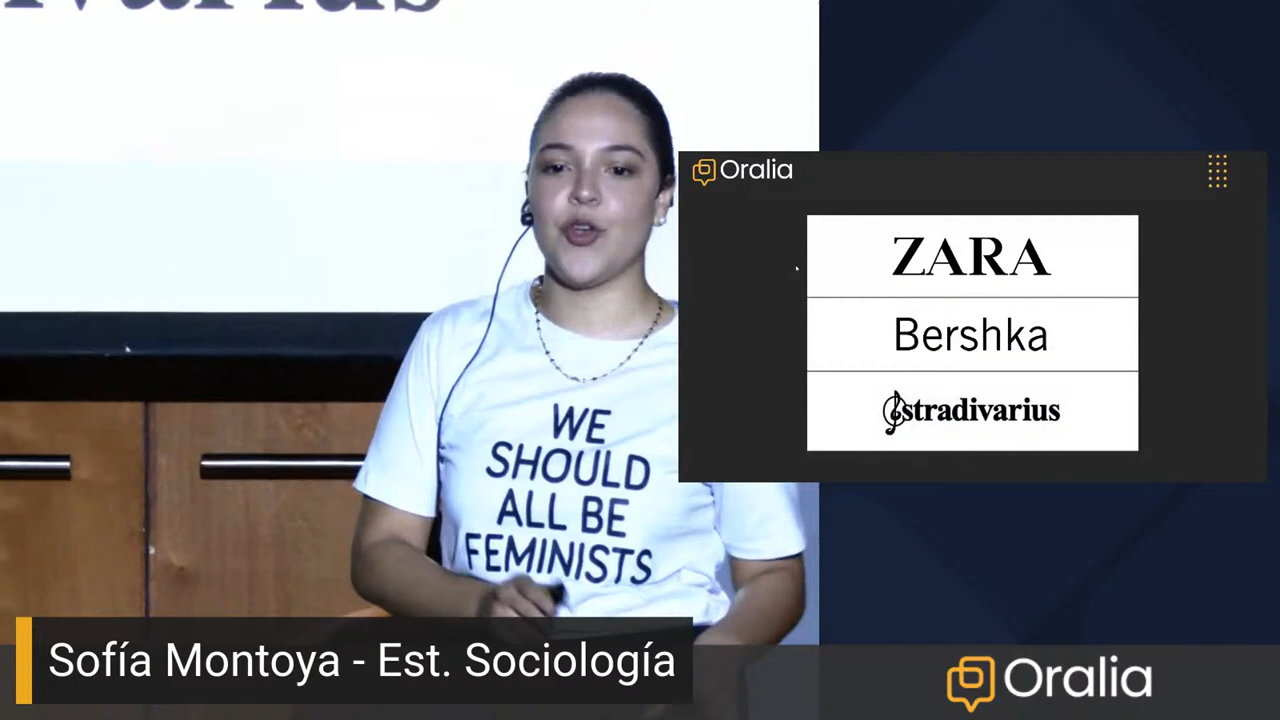 Oralia
ZARA
Bershka
stradivarius
WE
SHOULD
ALL BE
FEMINISTS
Sofía Montoya - Est. Sociología
Oralia